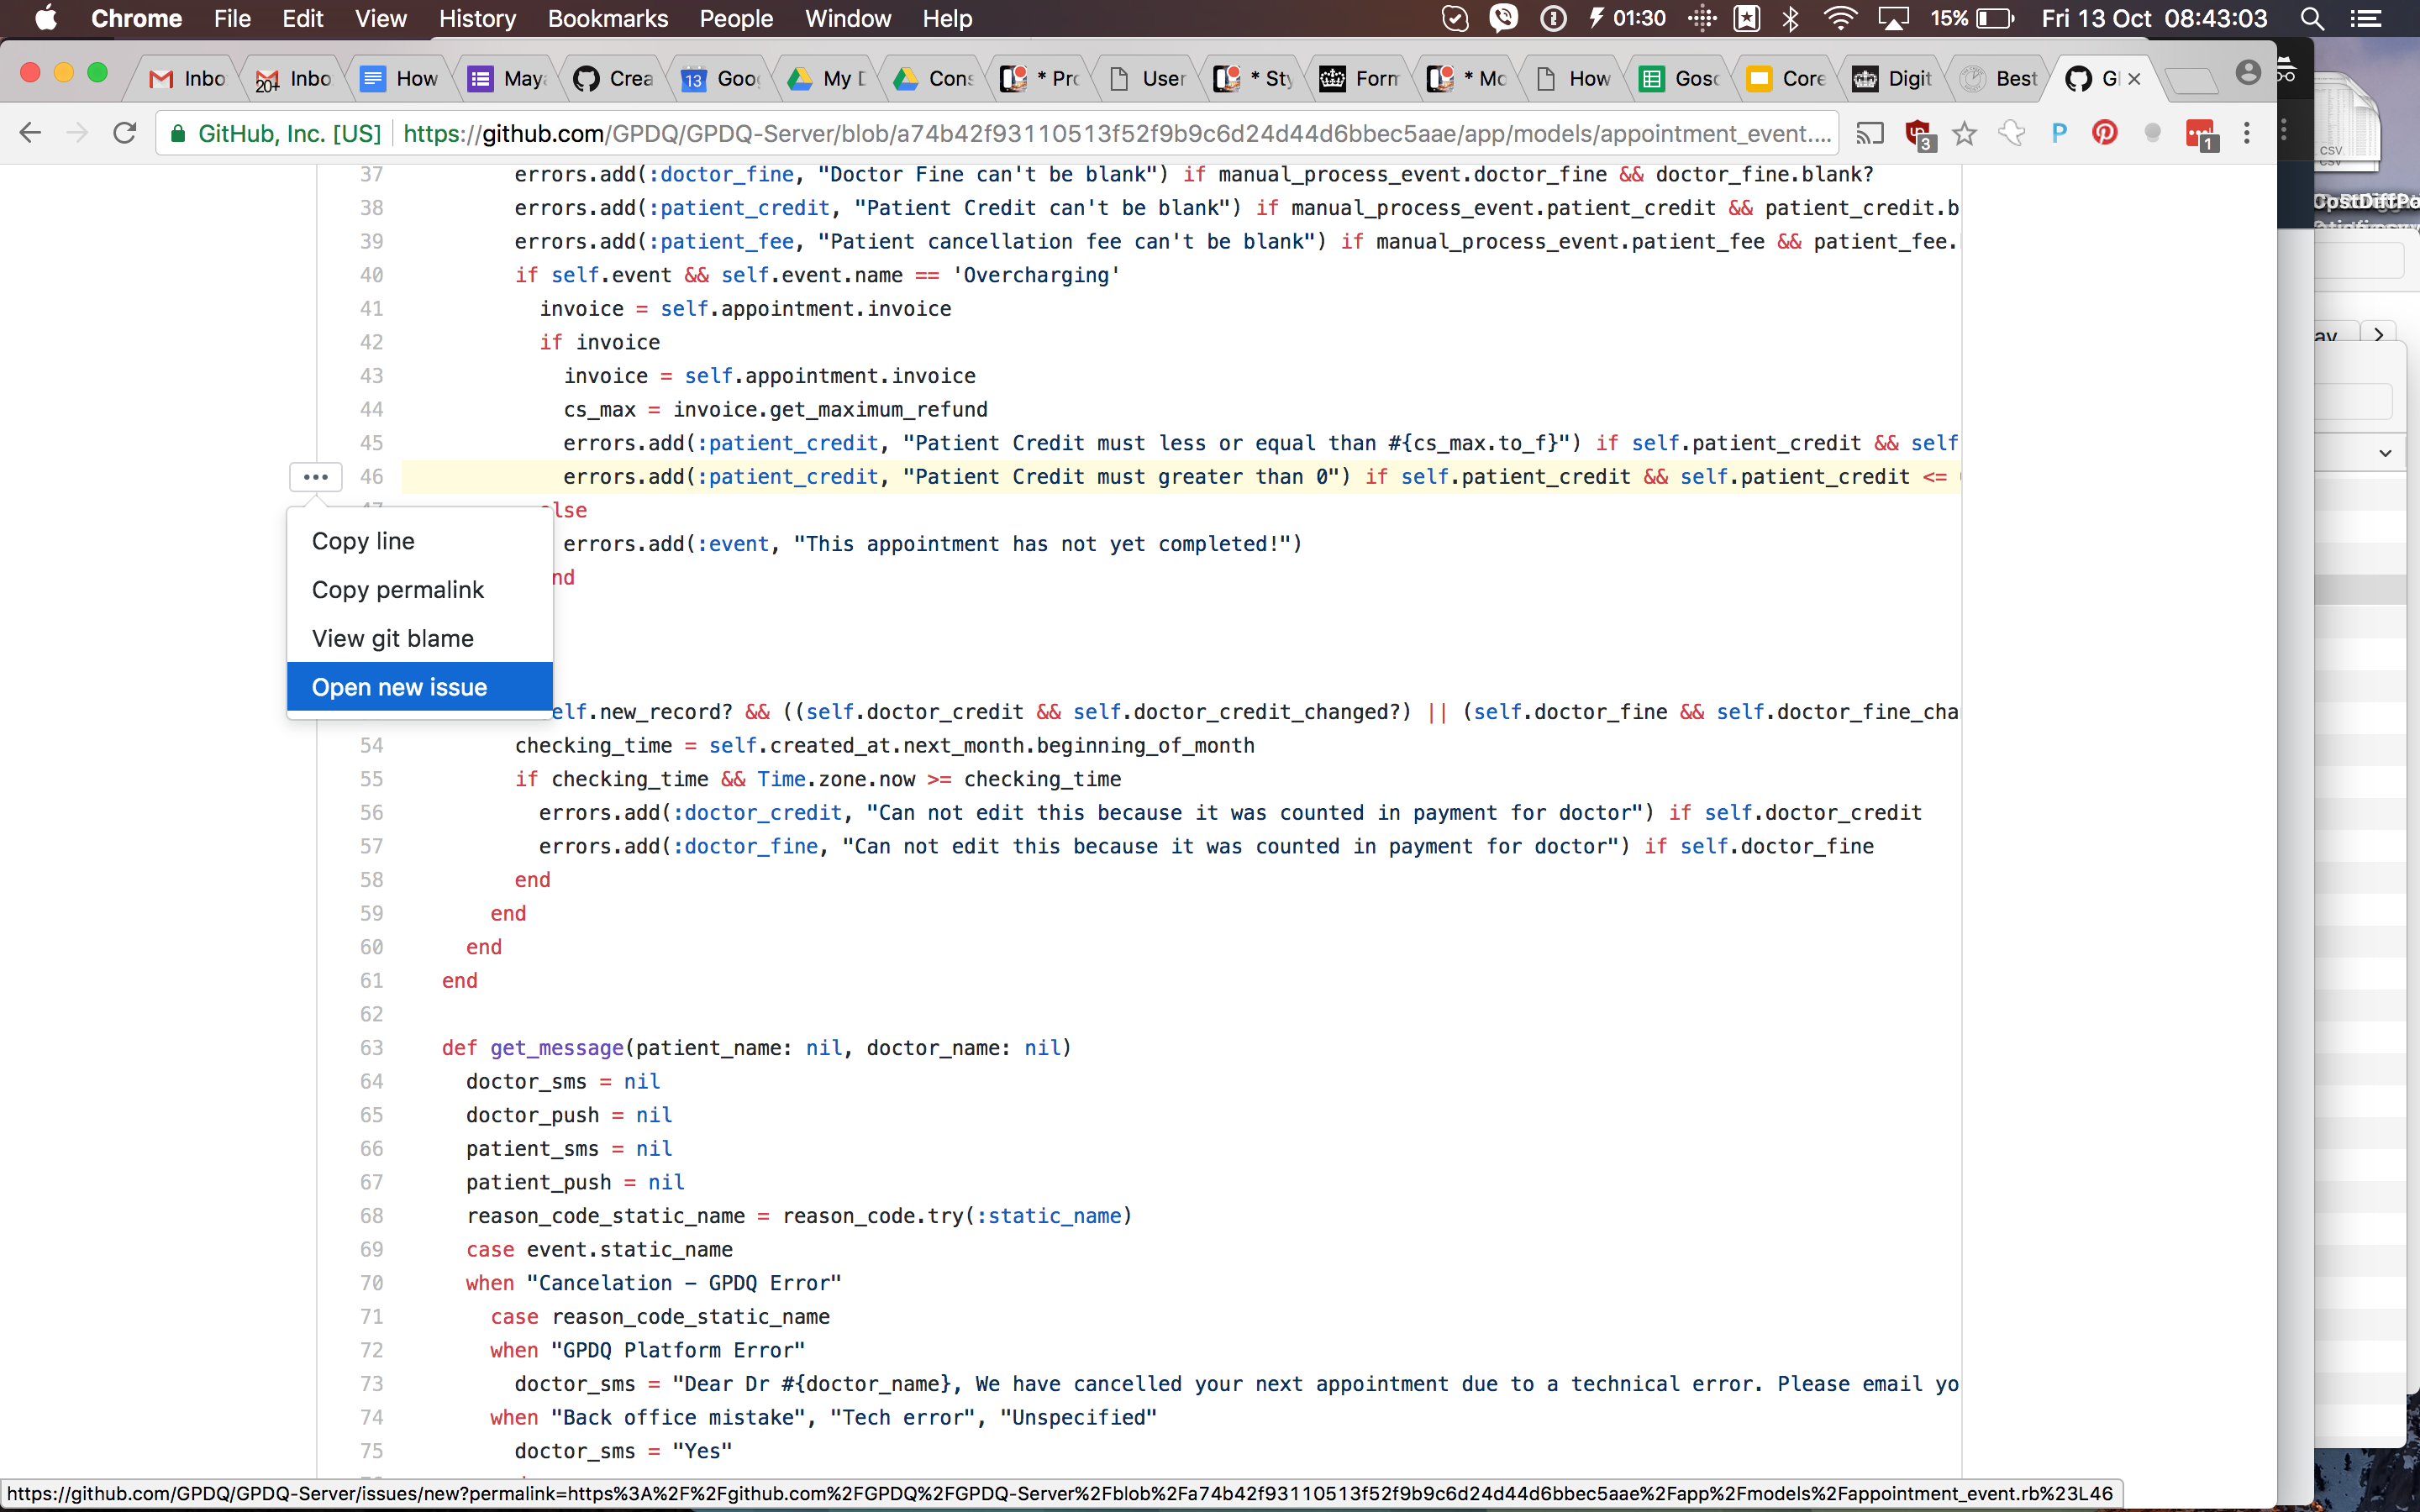 Chrome File Edit View History Bookmarks People Window Help 01:30 15% Fri 13 Oct 08:43:03
Inbo 20+ Inbo How May Crea 13 Goo My D Cons * Pro User * Sty Form * Mo How Gosc Core Digit Best Gl
GitHub, Inc. [US] https://github.com/GPDQ/GPDQ-Server/blob/a74b42f93110513f52f9b9c6d24d44d6bbec5aae/app/models/appointment_event.... 3 P 1
CSV
CostDiffPo
37 errors.add(:doctor_fine, "Doctor Fine can't be blank") if manual_process_event.doctor_fine && doctor_fine.blank?
38 errors.add(:patient_credit, "Patient Credit can't be blank") if manual_process_event.patient_credit && patient_credit.b
39 errors.add(:patient_fee, "Patient cancellation fee can't be blank") if manual_process_event.patient_fee && patient_fee.
40 if self.event && self.event.name == 'Overcharging'
41 invoice = self.appointment.invoice
42 if invoice
43 invoice = self.appointment.invoice
44 cs_max = invoice.get_maximum_refund
45 errors.add(:patient_credit, "Patient Credit must less or equal than #{cs_max.to_f}") if self.patient_credit && self
46 errors.add(:patient_credit, "Patient Credit must greater than 0") if self.patient_credit && self.patient_credit <=
lse
errors.add(:event, "This appointment has not yet completed!")
nd
Copy line
Copy permalink
View git blame
Open new issue
elf.new_record? && ((self.doctor_credit && self.doctor_credit_changed?) || (self.doctor_fine && self.doctor_fine_cha
54 checking_time = self.created_at.next_month.beginning_of_month
55 if checking_time && Time.zone.now >= checking_time
56 errors.add(:doctor_credit, "Can not edit this because it was counted in payment for doctor") if self.doctor_credit
57 errors.add(:doctor_fine, "Can not edit this because it was counted in payment for doctor") if self.doctor_fine
58 end
59 end
60 end
61 end
62
63 def get_message(patient_name: nil, doctor_name: nil)
64 doctor_sms = nil
65 doctor_push = nil
66 patient_sms = nil
67 patient_push = nil
68 reason_code_static_name = reason_code.try(:static_name)
69 case event.static_name
70 when "Cancelation – GPDQ Error"
71 case reason_code_static_name
72 when "GPDQ Platform Error"
73 doctor_sms = "Dear Dr #{doctor_name}, We have cancelled your next appointment due to a technical error. Please email yo
74 when "Back office mistake", "Tech error", "Unspecified"
75 doctor_sms = "Yes"
https://github.com/GPDQ/GPDQ-Server/issues/new?permalink=https%3A%2F%2Fgithub.com%2FGPDQ%2FGPDQ-Server%2Fblob%2Fa74b42f93110513f52f9b9c6d24d44d6bbec5aae%2Fapp%2Fmodels%2Fappointment_event.rb%23L46